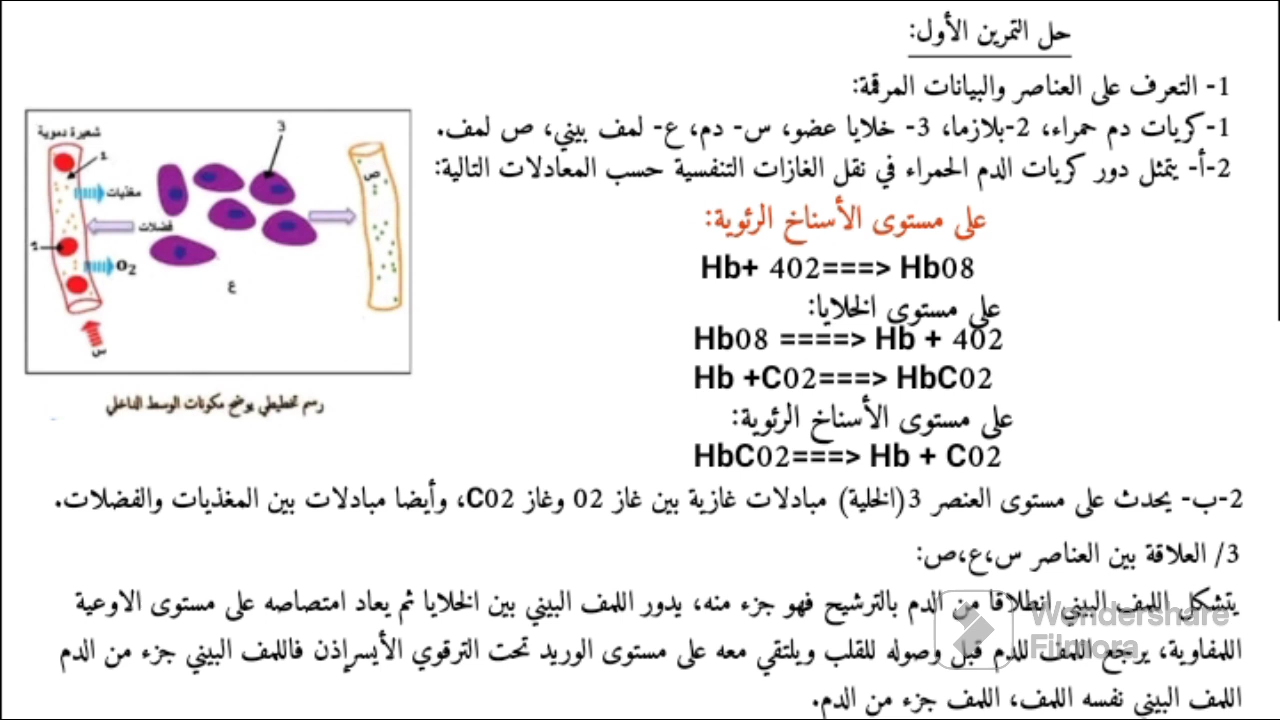 حل التمرين الأول:
1- التعرف على العناصر والبيانات المرقمة:
1-كريات دم حمراء، 2-بلازما، 3- خلايا عضو، س- دم، ع- لمف بيني، ص لمف.
2-أ- يتمثل دور كريات الدم الحمراء في نقل الغازات التنفسية حسب المعادلات التالية:
على مستوى الأسناخ الرئوية:
Hb+ 402===> Hb08
على مستوى الخلايا:
Hb08 ====> Hb + 402
Hb +C02===> HbC02
على مستوى الأسناخ الرئوية:
HbC02===> Hb + C02
شعيرة دموية
1
3
ص
مغذيات
فضلات
2
O2
ع
س
رسم تخطيطي يوضح مكونات الوسط الداخلي
2-ب- يحدث على مستوى العنصر 3(الخلية) مبادلات غازية بين غاز 02 وغاز C02، وأيضا مبادلات بين المغذيات والفضلات.
3/ العلاقة بين العناصر س،ع،ص:
يتشكل اللمف البيني انطلاقا من الدم بالترشيح فهو جزء منه، يدور اللمف البيني بين الخلايا ثم يعاد امتصاصه على مستوى الاوعية
اللمفاوية، يرجع اللمف للدم قبل وصوله للقلب ويلتقي معه على مستوى الوريد تحت الترقوي الأيسرإذن فاللمف البيني جزء من الدم
اللمف البيني نفسه اللمف، اللمف جزء من الدم.
Wondershare
Filmora